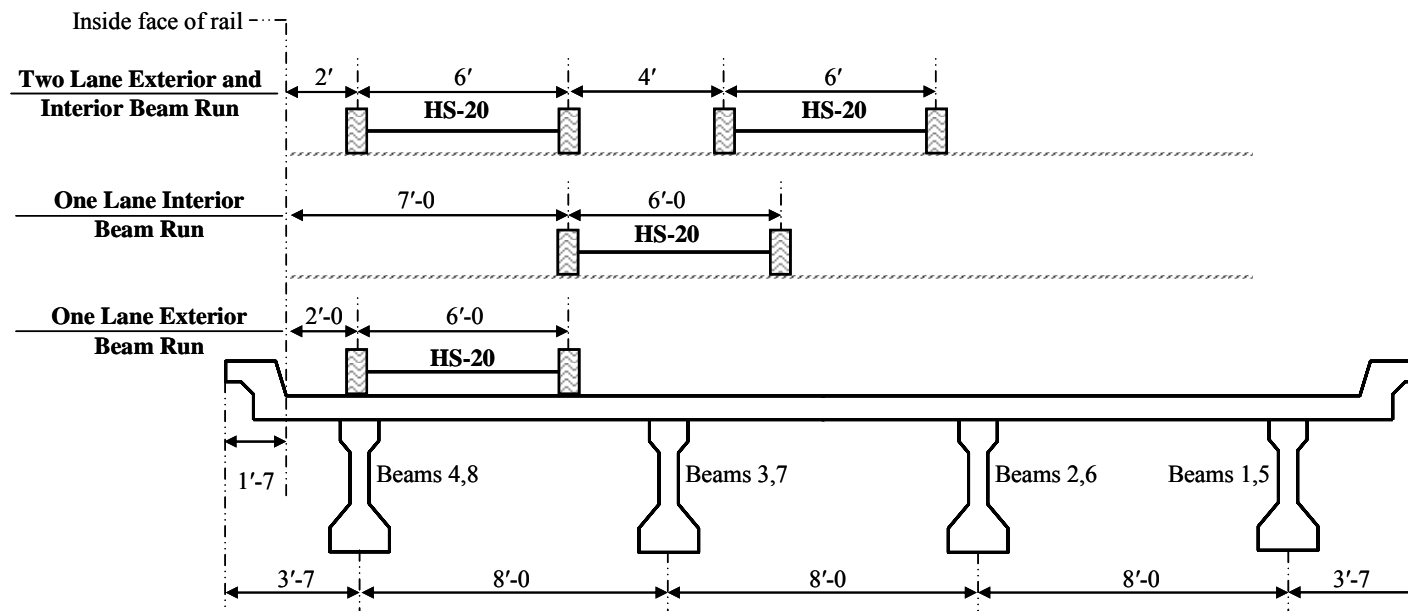 Inside face of rail
Two Lane Exterior and
Interior Beam Run
2' 6' 4' 6'
HS-20 HS-20
One Lane Interior
Beam Run
7'-0 6'-0
HS-20
One Lane Exterior
Beam Run
2'-0 6'-0
HS-20
1'-7
Beams 4,8 Beams 3,7 Beams 2,6 Beams 1,5
3'-7 8'-0 8'-0 8'-0 3'-7